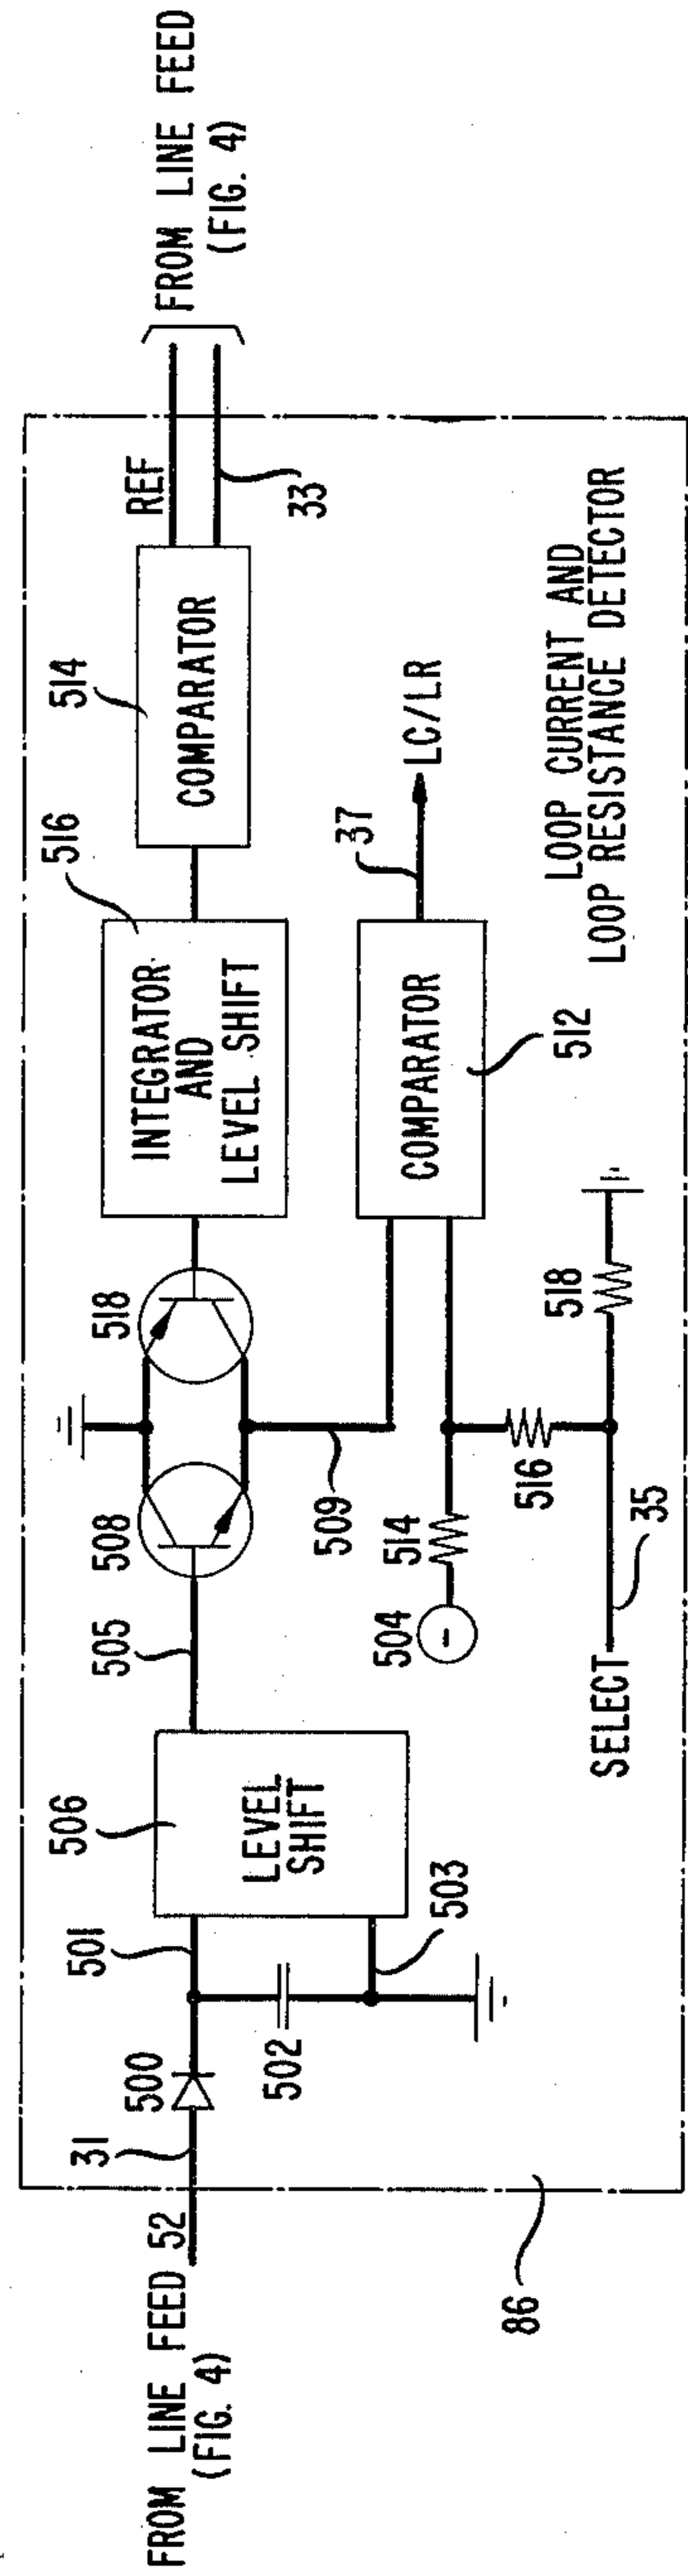 FROM LINE FEED 52
(FIG. 4)
31
500
501
502
503
506
LEVEL
SHIFT
505
508
518
509
516
INTEGRATOR
AND
LEVEL SHIFT
514
COMPARATOR
REF
33
FROM LINE FEED
(FIG. 4)
504
-
514
516
518
SELECT
35
COMPARATOR
512
37
LC/LR
LOOP CURRENT AND
LOOP RESISTANCE DETECTOR
86